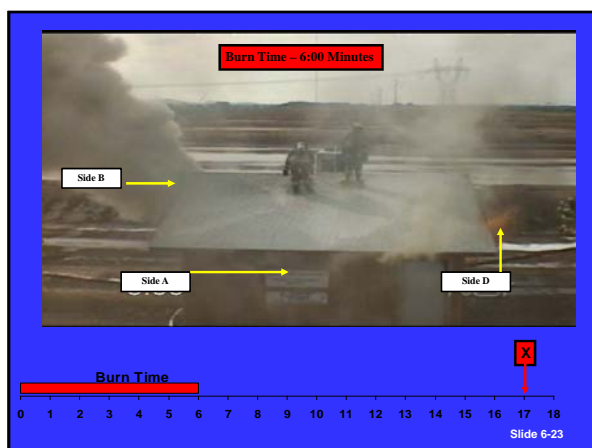 Burn Time – 6:00 Minutes
Side B
Side A
Side D
X
Burn Time
0 1 2 3 4 5 6 7 8 9 10 11 12 13 14 15 16 17 18
Slide 6-23